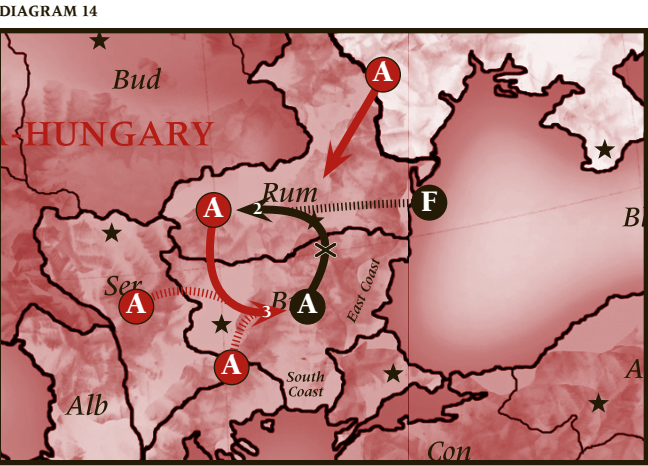 DIAGRAM 14
Bud
A-HUNGARY
A
Rum
A
2
F
Ser
A
3
B
A
East Coast
A
South
Coast
Alb
Con
Bl
A